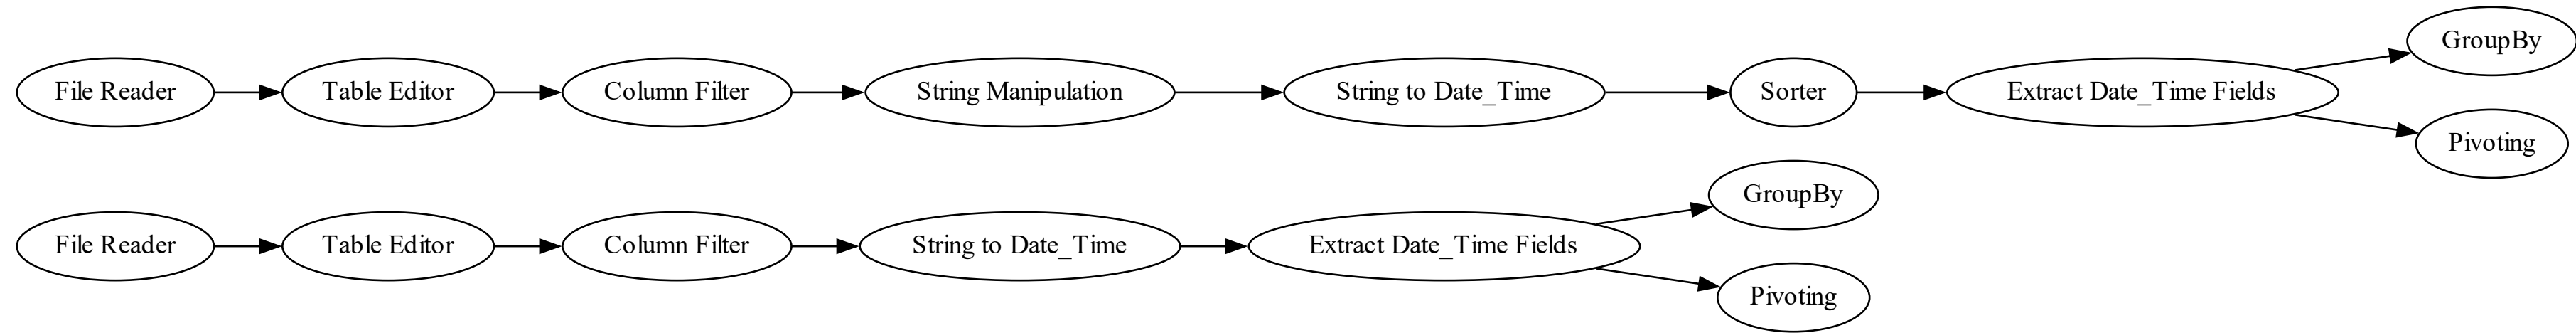 File Reader
Table Editor
Column Filter
String Manipulation
String to Date_Time
Sorter
Extract Date_Time Fields
GroupBy
Pivoting
File Reader
Table Editor
Column Filter
String to Date_Time
Extract Date_Time Fields
GroupBy
Pivoting